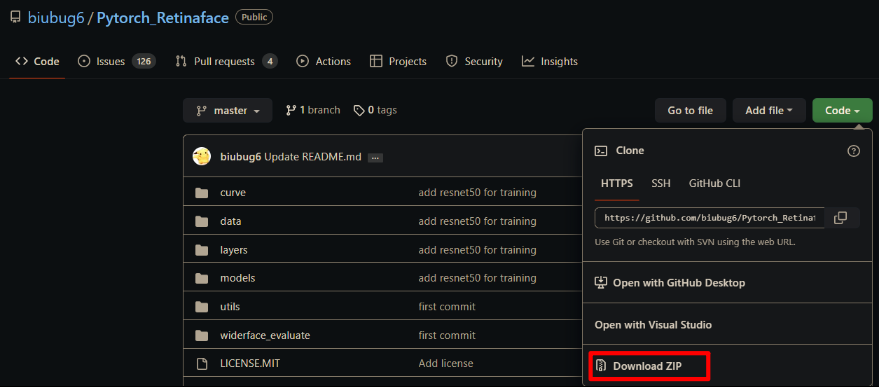 biubug6 / Pytorch_Retinaface Public
Code Issues 126 Pull requests 4 Actions Projects Security Insights
master 1 branch 0 tags Go to file Add file Code
biubug6 Update README.md ...
curve add resnet50 for training
data add resnet50 for training
layers add resnet50 for training
models add resnet50 for training
utils first commit
widerface_evaluate first commit
LICENSE.MIT Add license
Clone
HTTPS SSH GitHub CLI
https://github.com/biubug6/Pytorch_Retinaf
Use Git or checkout with SVN using the web URL.
Open with GitHub Desktop
Open with Visual Studio
Download ZIP